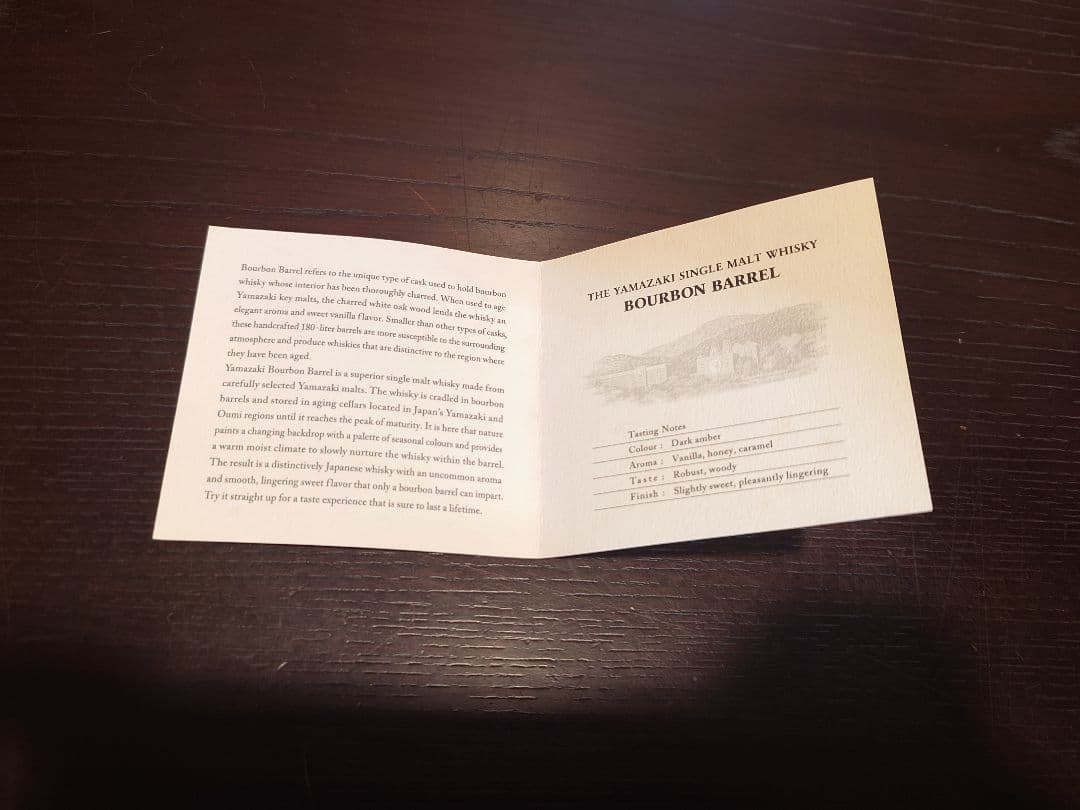 Bourbon Barrel refers to the unique type of cask used to hold bourbon
whisky whose interior has been thoroughly charred. When used to age
Yamazaki key malts, the charred white oak wood lends the whisky an
elegant aroma and sweet vanilla flavor. Smaller than other types of casks,
these handcrafted 180-liter barrels are more susceptible to the surrounding
atmosphere and produce whiskies that are distinctive to the region where
they have been aged.
Yamazaki Bourbon Barrel is a superior single malt whisky made from
carefully selected Yamazaki malts. The whisky is cradled in bourbon
barrels and stored in aging cellars located in Japan's Yamazaki and
Oumi regions until it reaches the peak of maturity. It is here that nature
paints a changing backdrop with a palette of seasonal colours and provides
a warm moist climate to slowly nurture the whisky within the barrel.
The result is a distinctively Japanese whisky with an uncommon aroma
and smooth, lingering sweet flavor that only a bourbon barrel can impart.
Try it straight up for a taste experience that is sure to last a lifetime.
THE YAMAZAKI SINGLE MALT WHISKY
BOURBON BARREL
Tasting Notes
Colour : Dark amber
Aroma : Vanilla, honey, caramel
Taste : Robust, woody
Finish : Slightly sweet, pleasantly lingering